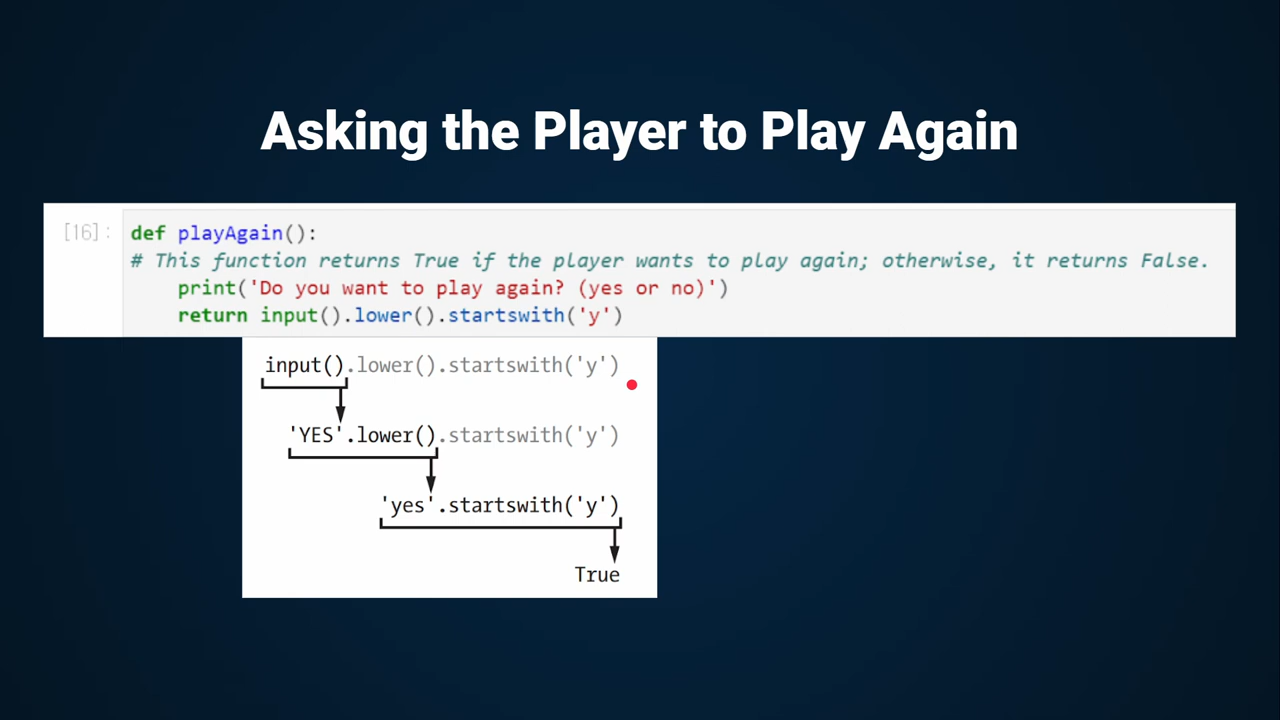 Asking the Player to Play Again
[16]: def playAgain():
# This function returns True if the player wants to play again; otherwise, it returns False.
print('Do you want to play again? (yes or no)')
return input().lower().startswith('y')
input().lower().startswith('y')
'YES'.lower().startswith('y')
'yes'.startswith('y')
True